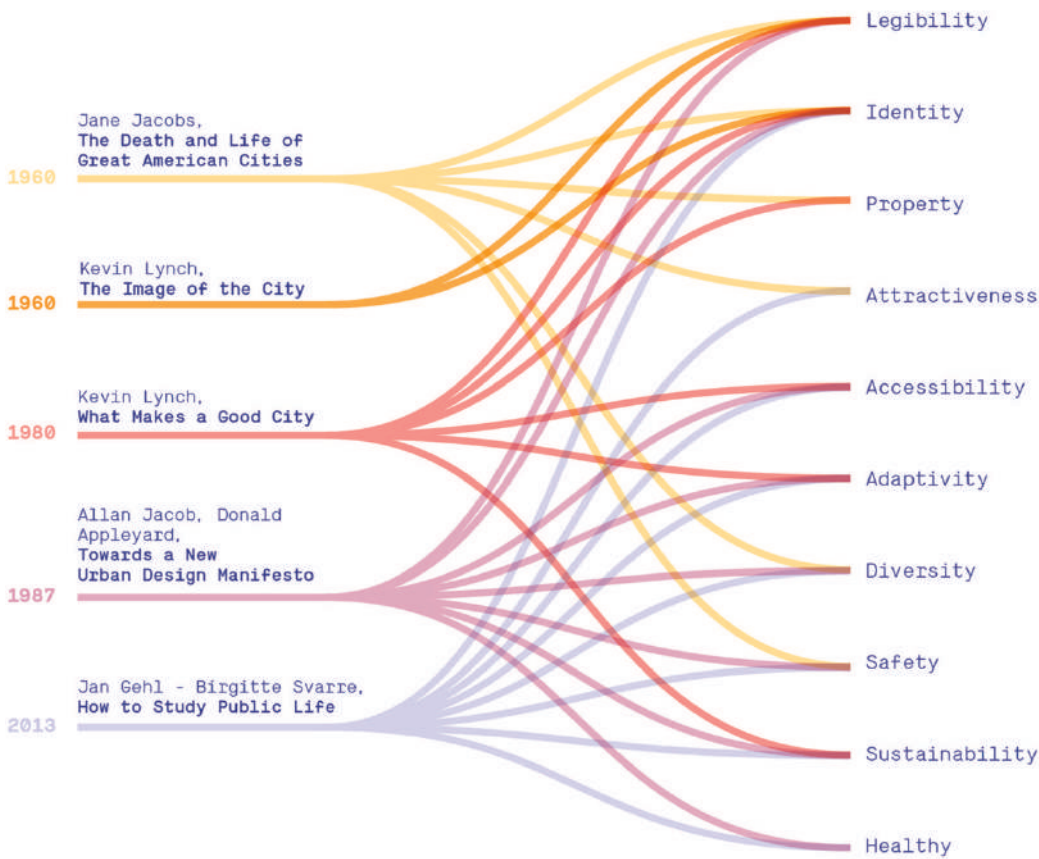 Legibility
Jane Jacobs,
The Death and Life of
Great American Cities
1960
Identity
Property
Kevin Lynch,
The Image of the City
1960
Attractiveness
Kevin Lynch,
What Makes a Good City
1980
Accessibility
Adaptivity
Allan Jacob, Donald
Appleyard,
Towards a New
Urban Design Manifesto
1987
Diversity
Safety
Jan Gehl - Birgitte Svarre,
How to Study Public Life
2013
Sustainability
Healthy